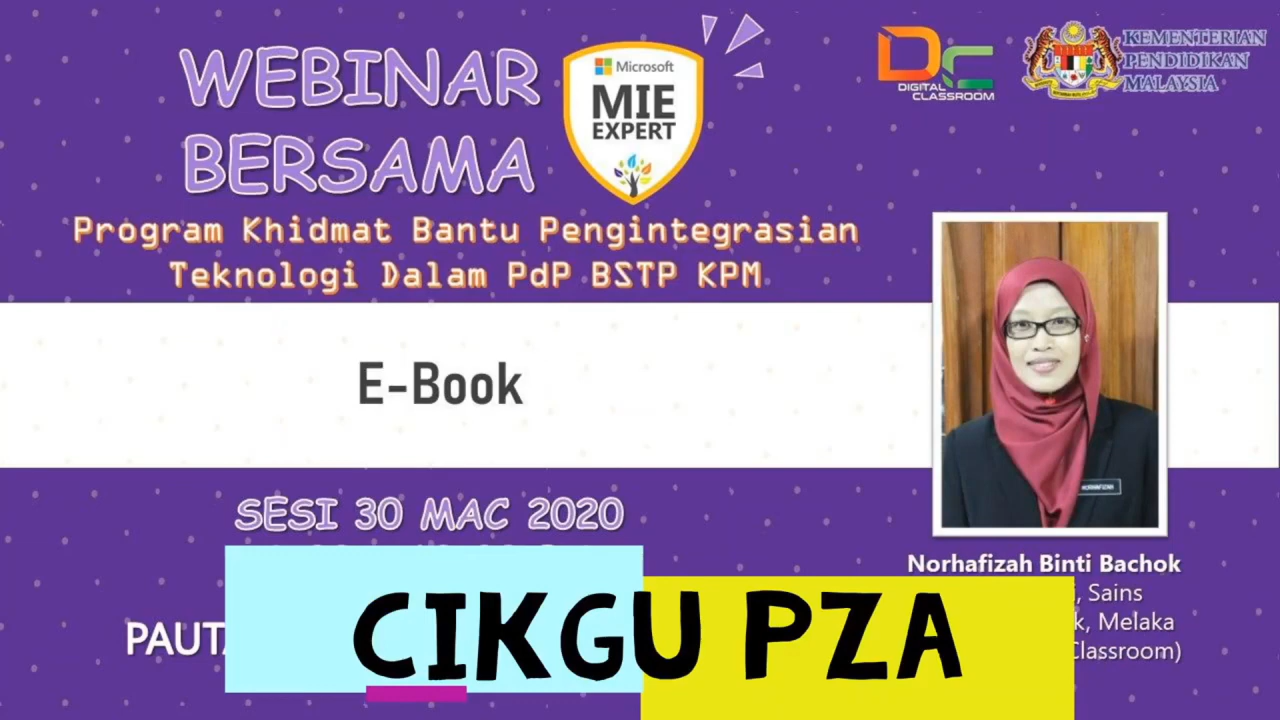 WEBINAR
BERSAMA
Microsoft
MIE
EXPERT
DIGITAL
CLASSROOM
KEMENTERIAN
PENDIDIKAN
MALAYSIA
Program Khidmat Bantu Pengintegrasian
Teknologi Dalam PdP BSTP KPM
E-Book
SESI 30 MAC 2020
Norhafizah Binti Bachok
Sains
Melaka
Classroom)
CIKGU PZA